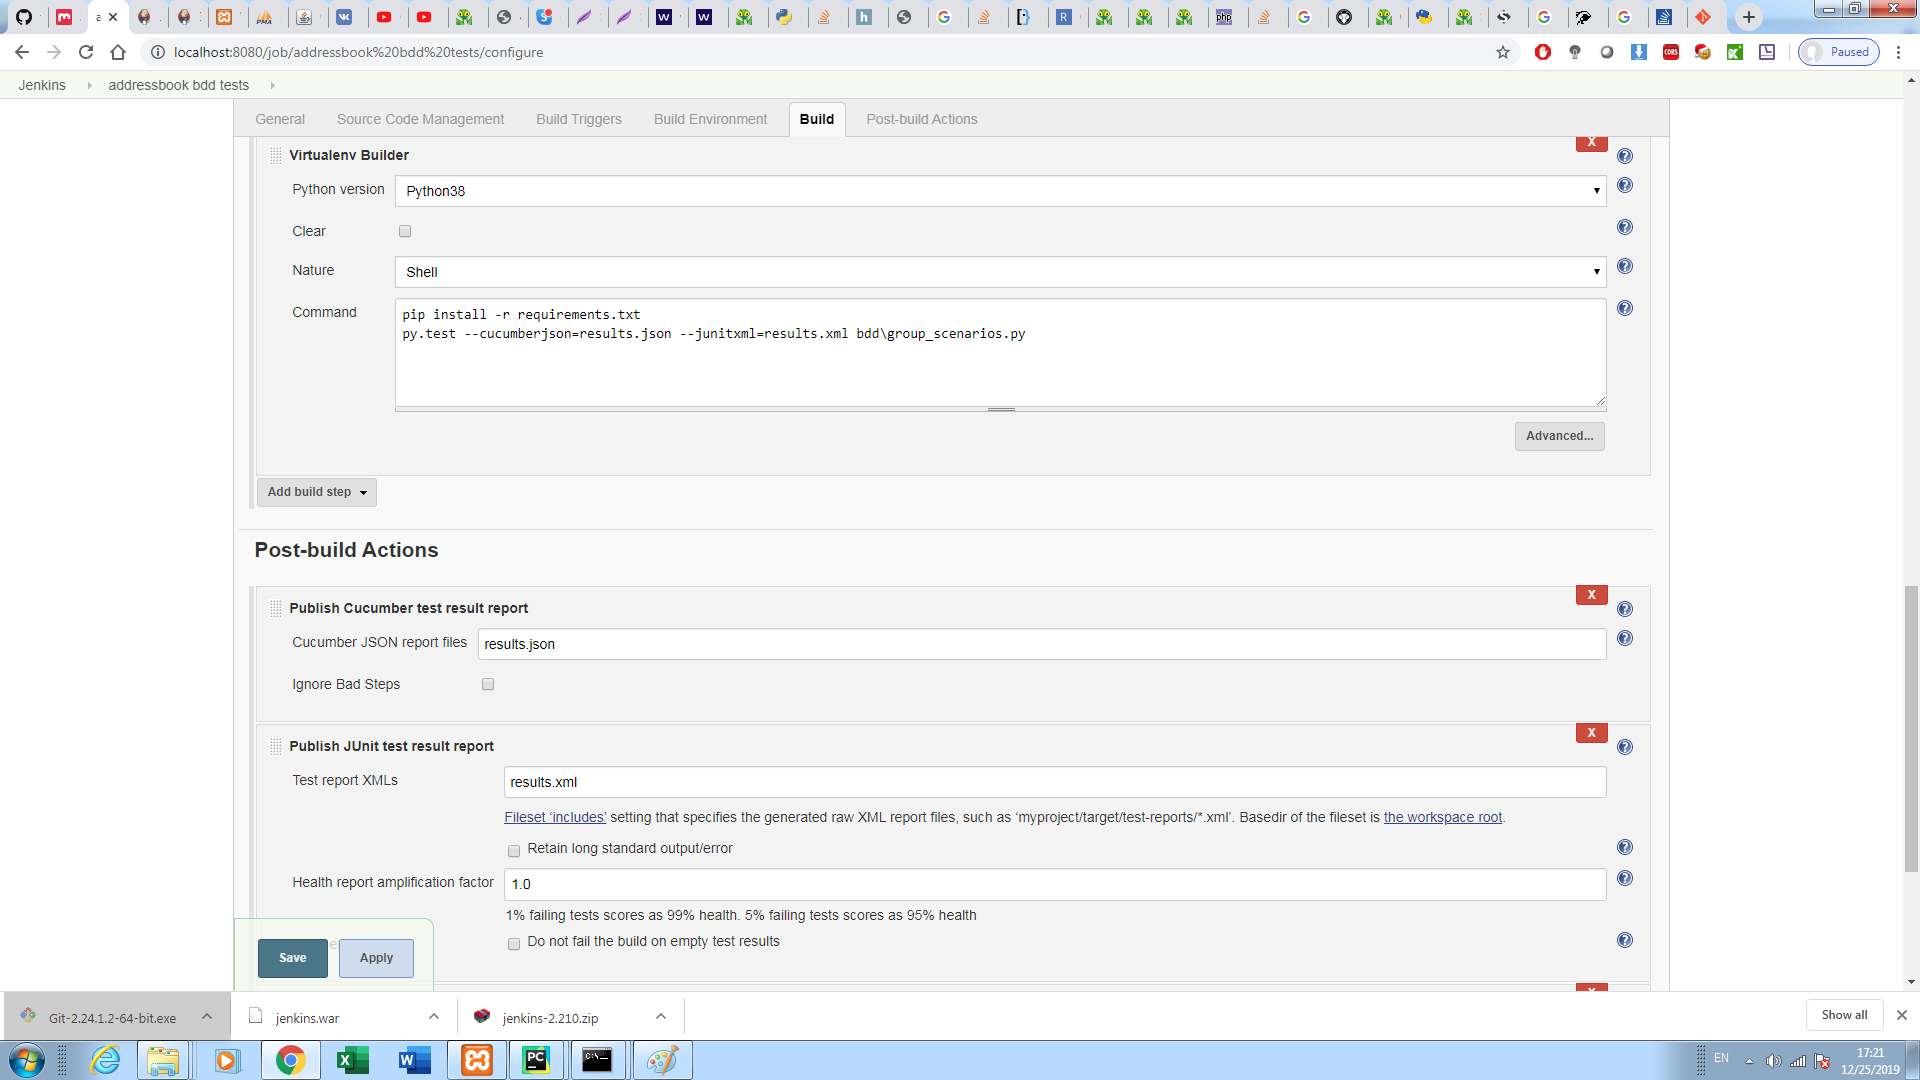 Paused
localhost:8080/job/addressbook%20bdd%20tests/configure
Jenkins
addressbook bdd tests
General
Source Code Management
Build Triggers
Build Environment
Build
Post-build Actions
X
Virtualenv Builder
Python version
Python38
Clear
Nature
Shell
Command
pip install -r requirements.txt
py.test --cucumberjson=results.json --junitxml=results.xml bdd\group_scenarios.py
Advanced...
Add build step
Post-build Actions
X
Publish Cucumber test result report
Cucumber JSON report files
results.json
Ignore Bad Steps
X
Publish JUnit test result report
Test report XMLs
results.xml
Fileset ‘includes’ setting that specifies the generated raw XML report files, such as ‘myproject/target/test-reports/*.xml’. Basedir of the fileset is the workspace root.
Retain long standard output/error
Health report amplification factor
1.0
1% failing tests scores as 99% health. 5% failing tests scores as 95% health
Do not fail the build on empty test results
Save
Apply
Git-2.24.1.2-64-bit.exe
jenkins.war
jenkins-2.210.zip
Show all
EN
17:21
12/25/2019